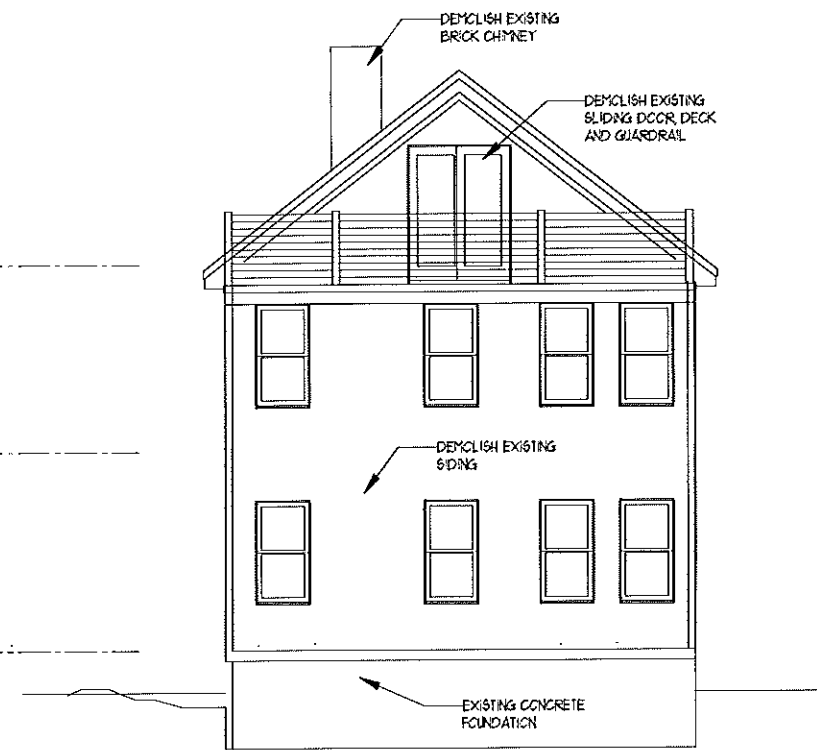 DEMOLISH EXISTING
BRICK CHIMNEY
DEMOLISH EXISTING
SLIDING DOOR, DECK
AND GUARDRAIL
DEMOLISH EXISTING
SIDING
EXISTING CONCRETE
FOUNDATION